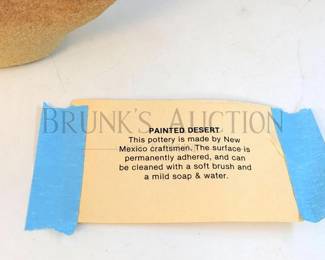 BRUNK'S AUCTION
PAINTED DESERT
This pottery is made by New
Mexico craftsmen. The surface is
permanently adhered, and can
be cleaned with a soft brush and
a mild soap & water.